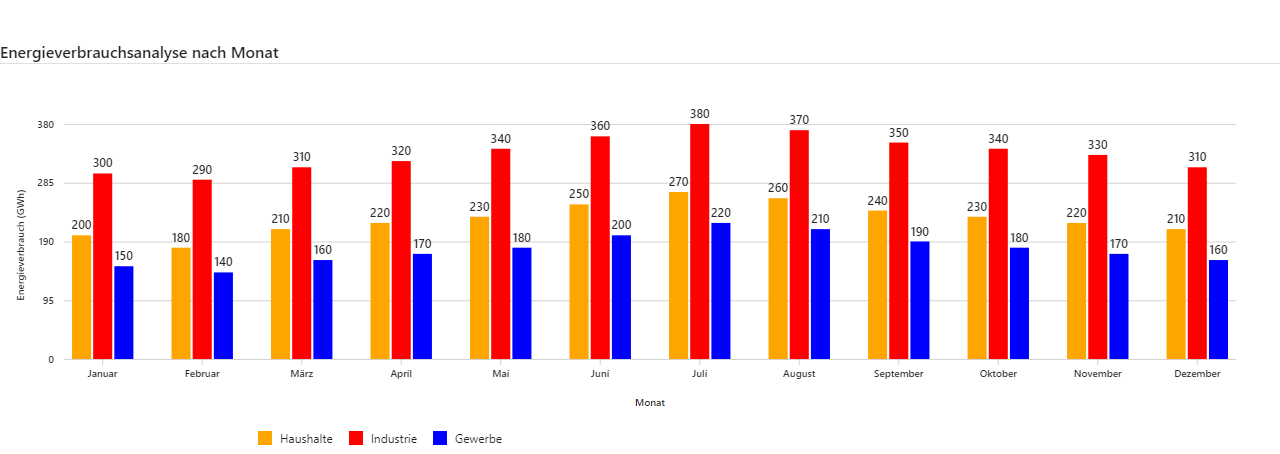 Energieverbrauchsanalyse nach Monat
Energieverbrauch (GWh)
380
285
190
95
0
200 300 150
180 290 140
210 310 160
220 320 170
230 340 180
250 360 200
270 380 220
260 370 210
240 350 190
230 340 180
220 330 170
210 310 160
Januar Februar März April Mai Juni Juli August September Oktober November Dezember
Monat
Haushalte Industrie Gewerbe